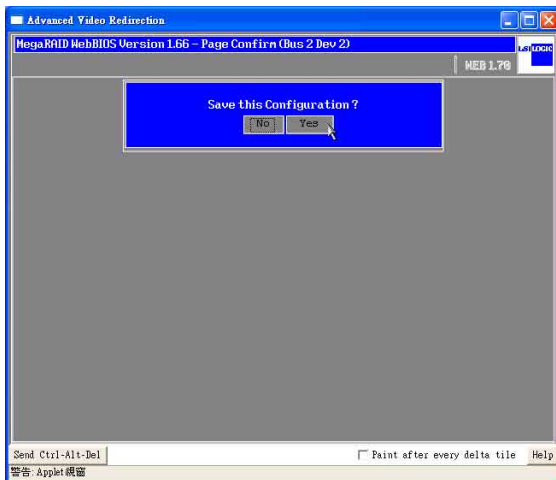 Advanced Video Redirection
MegaRAID WebBIOS Version 1.66 - Page Confirm (Bus 2 Dev 2)
LSI LOGIC
WEB 1.70
Save this Configuration ?
No Yes
Send Ctrl-Alt-Del Paint after every delta tile Help
警告: Applet 視窗